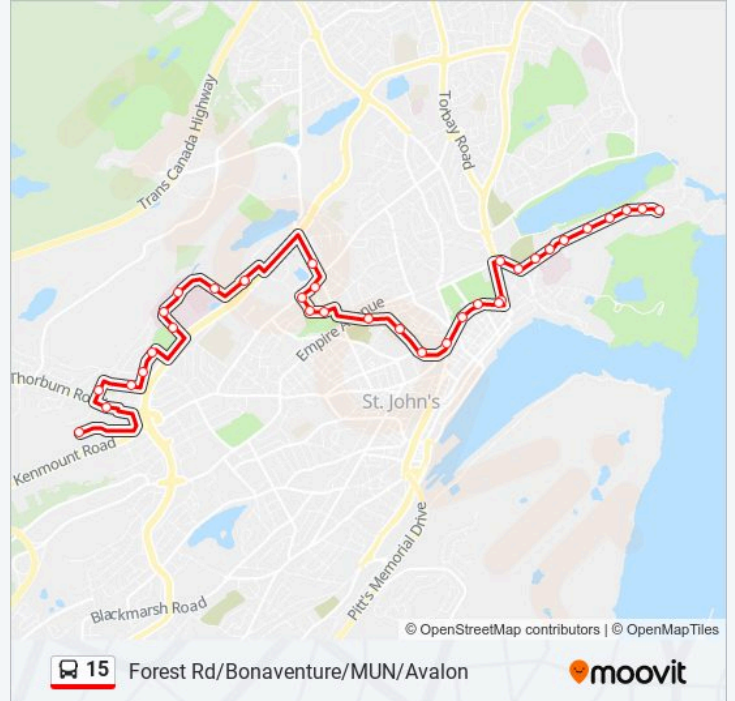 Trans Canada Highway
Torbay Road
Empire Avenue
Thorburn Ro
St. John's
Kenmount Road
Pitt's Memorial Drive
Blackmarsh Road
© OpenStreetMap contributors | © OpenMapTiles
15 Forest Rd/Bonaventure/MUN/Avalon moovit